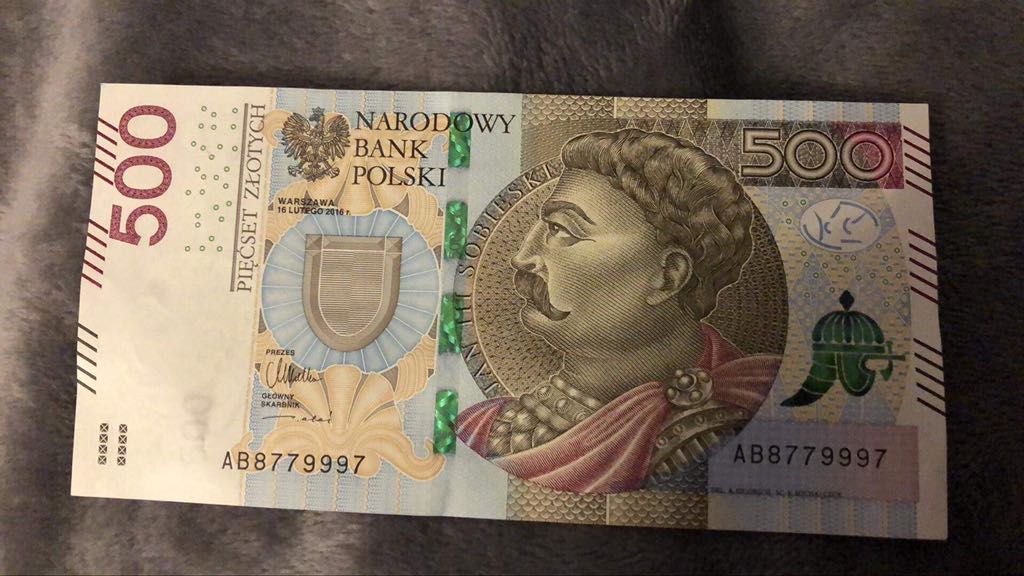 500
PIĘĆSET ZŁOTYCH
NARODOWY
BANK
POLSKI
WARSZAWA
16 LUTEGO 2016 r.
PREZES
GŁÓWNY
SKARBNIK
AB8779997
JAN III SOBIESKI
500
AB8779997